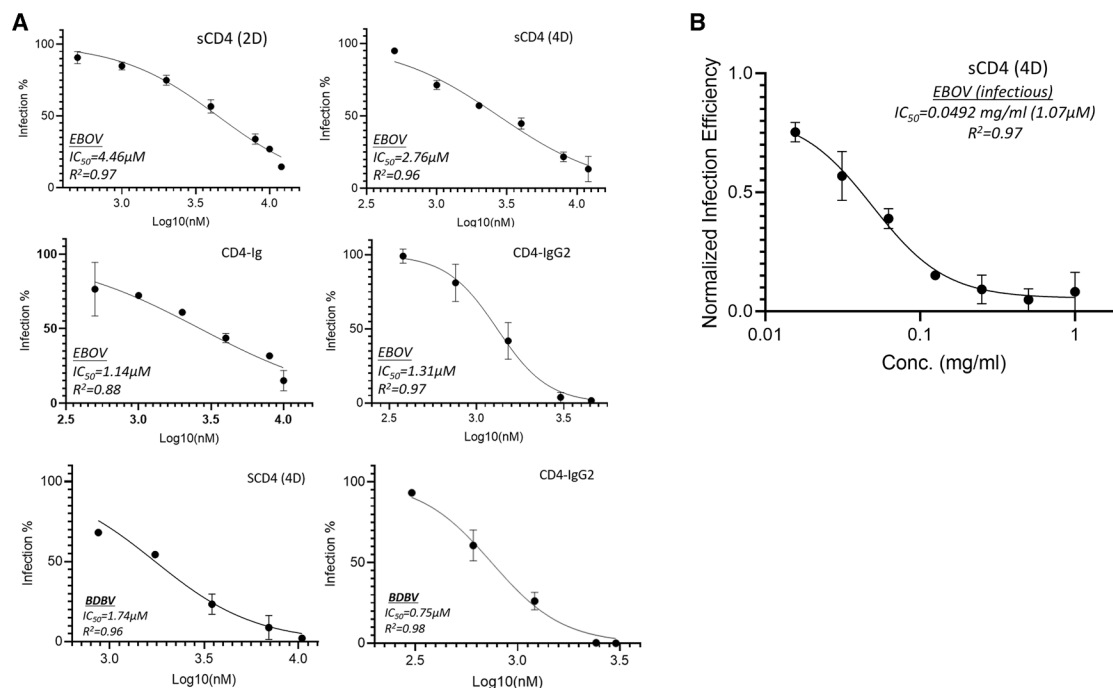 A
sCD4 (2D)
100
50
0
Infection %
EBOV
IC50=4.46µM
R2=0.97
3.0
3.5
4.0
Log10(nM)
sCD4 (4D)
100
50
0
Infection %
EBOV
IC50=2.76µM
R2=0.96
2.5
3.0
3.5
4.0
Log10(nM)
CD4-Ig
100
50
0
Infection %
EBOV
IC50=1.14µM
R2=0.88
2.5
3.0
3.5
4.0
Log10(nM)
CD4-IgG2
100
50
0
Infection %
EBOV
IC50=1.31µM
R2=0.97
2.5
3.0
3.5
Log10(nM)
SCD4 (4D)
100
50
0
Infection %
BDBV
IC50=1.74µM
R2=0.96
3.0
3.5
4.0
Log10(nM)
CD4-IgG2
100
50
0
Infection %
BDBV
IC50=0.75µM
R2=0.98
2.5
3.0
3.5
Log10(nM)
B
sCD4 (4D)
EBOV (infectious)
IC50=0.0492 mg/ml (1.07µM)
R2=0.97
1.0
0.5
0.0
Normalized Infection Efficiency
0.01
0.1
1
Conc. (mg/ml)